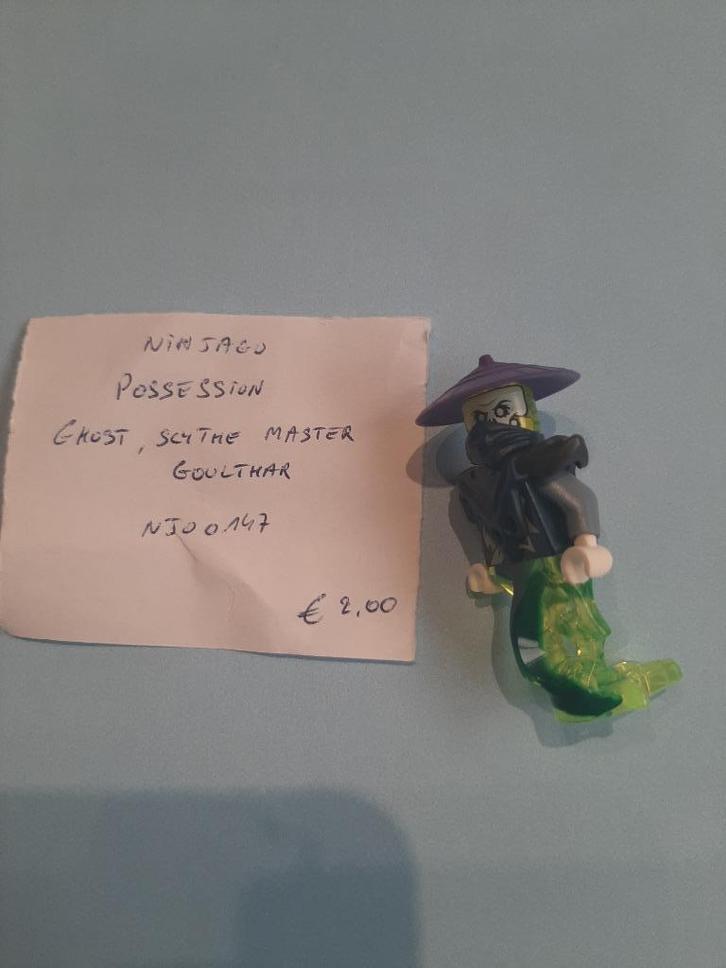 NINJAGO
POSSESSION
GHOST, SCYTHE MASTER
GOULTHAR
NJO0147
€ 2,00